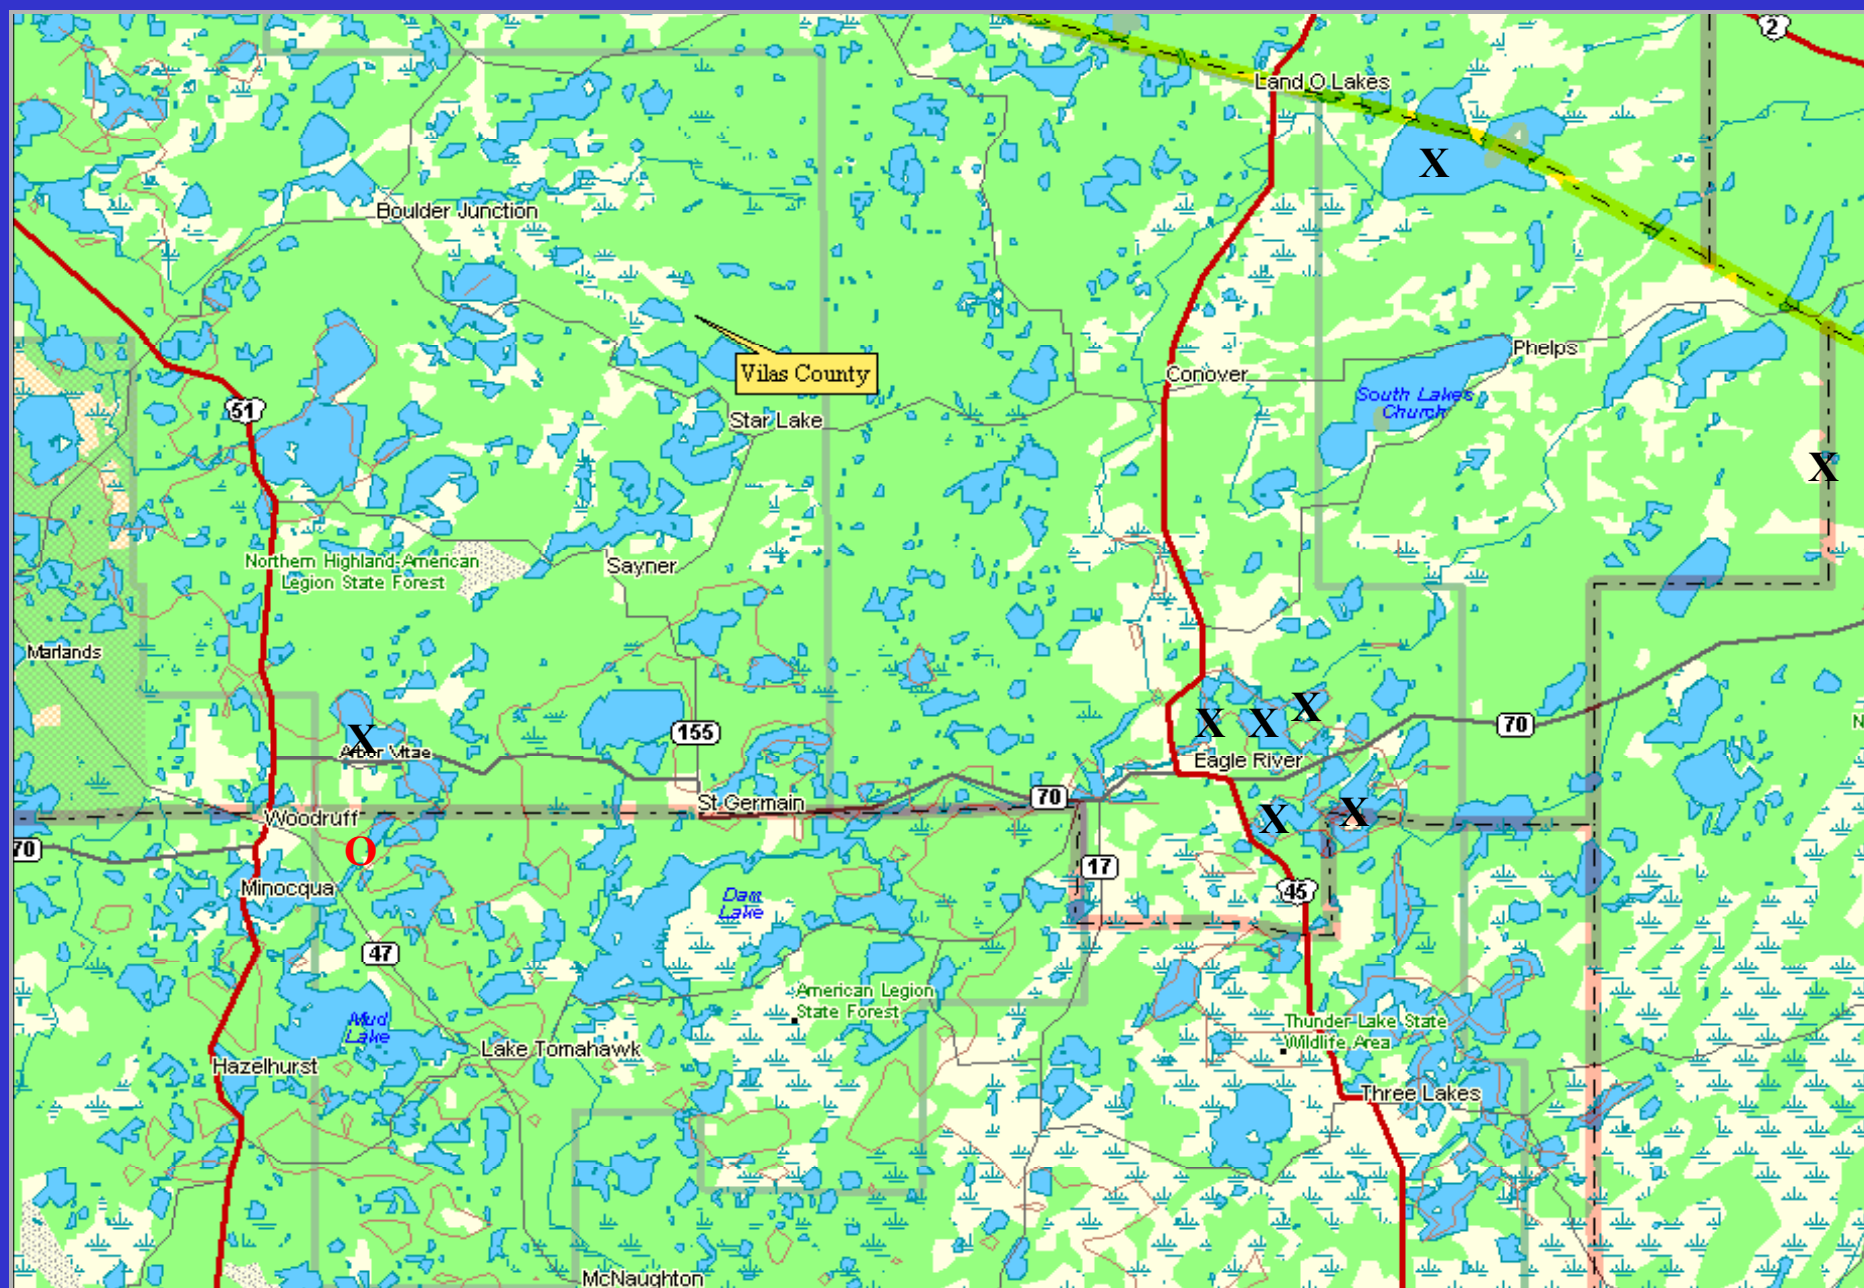 2
Land O Lakes
X
Boulder Junction
Phelps
Vilas County
Conover
South Lakes
Church
51
Star Lake
X
Northern Highland-American
Legion State Forest
Sayner
Marlands
X
X
X
X
70
155
Arbor Vitae
Eagle River
St Germain
70
X
X
Woodruff
70
O
17
Minocqua
45
Dam
Lake
47
American Legion
State Forest
Mud
Lake
Thunder Lake State
Wildlife Area
Lake Tomahawk
Hazelhurst
Three Lakes
McNaughton
N